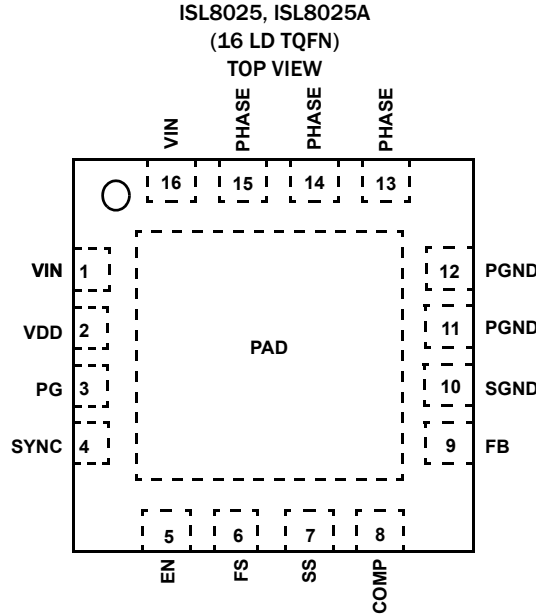 ISL8025, ISL8025A
(16 LD TQFN)
TOP VIEW
VIN
PHASE
PHASE
PHASE
16
15
14
13
VIN 1
12 PGND
VDD 2
11 PGND
PAD
PG 3
10 SGND
SYNC 4
9 FB
5
6
7
8
EN
FS
SS
COMP